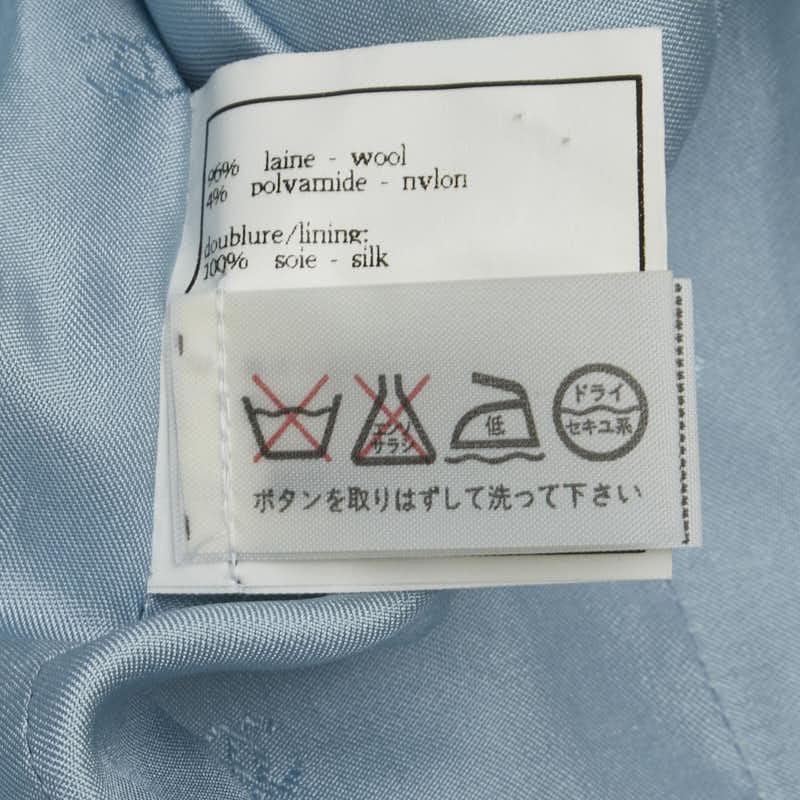 96% laine - wool
4% polyamide - nylon
doublure/lining:
100% soie - silk
エンソ
サラシ
低
ドライ
セキユ系
ボタンを取りはずして洗って下さい